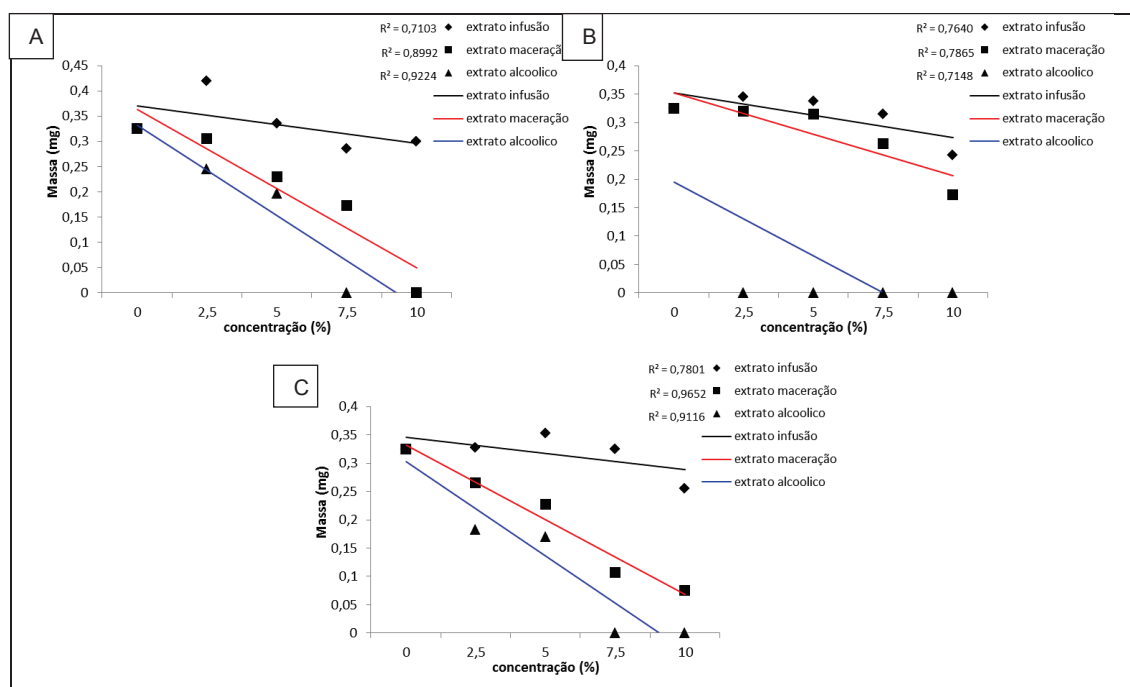 A
R² = 0,7103 extrato infusão
R² = 0,8992 extrato maceração
R² = 0,9224 extrato alcoolico
extrato infusão
extrato maceração
extrato alcoolico
Massa (mg)
0,45
0,4
0,35
0,3
0,25
0,2
0,15
0,1
0,05
0
0 2,5 5 7,5 10
concentração (%)
B
R² = 0,7640 extrato infusão
R² = 0,7865 extrato maceração
R² = 0,7148 extrato alcoolico
extrato infusão
extrato maceração
extrato alcoolico
Massa (mg)
0,4
0,35
0,3
0,25
0,2
0,15
0,1
0,05
0
0 2,5 5 7,5 10
concentração (%)
C
R² = 0,7801 extrato infusão
R² = 0,9652 extrato maceração
R² = 0,9116 extrato alcoolico
extrato infusão
extrato maceração
extrato alcoolico
Massa (mg)
0,4
0,35
0,3
0,25
0,2
0,15
0,1
0,05
0
0 2,5 5 7,5 10
concentração (%)